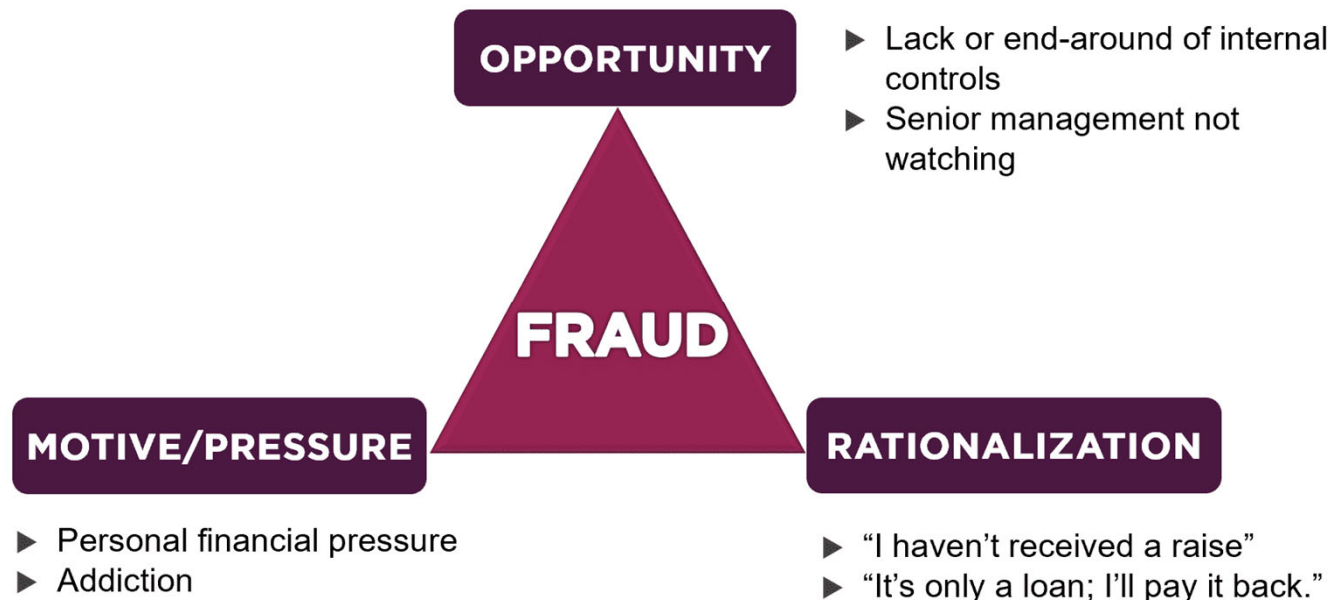 OPPORTUNITY
▶ Lack or end-around of internal
controls
▶ Senior management not
watching
FRAUD
MOTIVE/PRESSURE
▶ Personal financial pressure
▶ Addiction
RATIONALIZATION
▶ “I haven’t received a raise”
▶ “It’s only a loan; I’ll pay it back.”